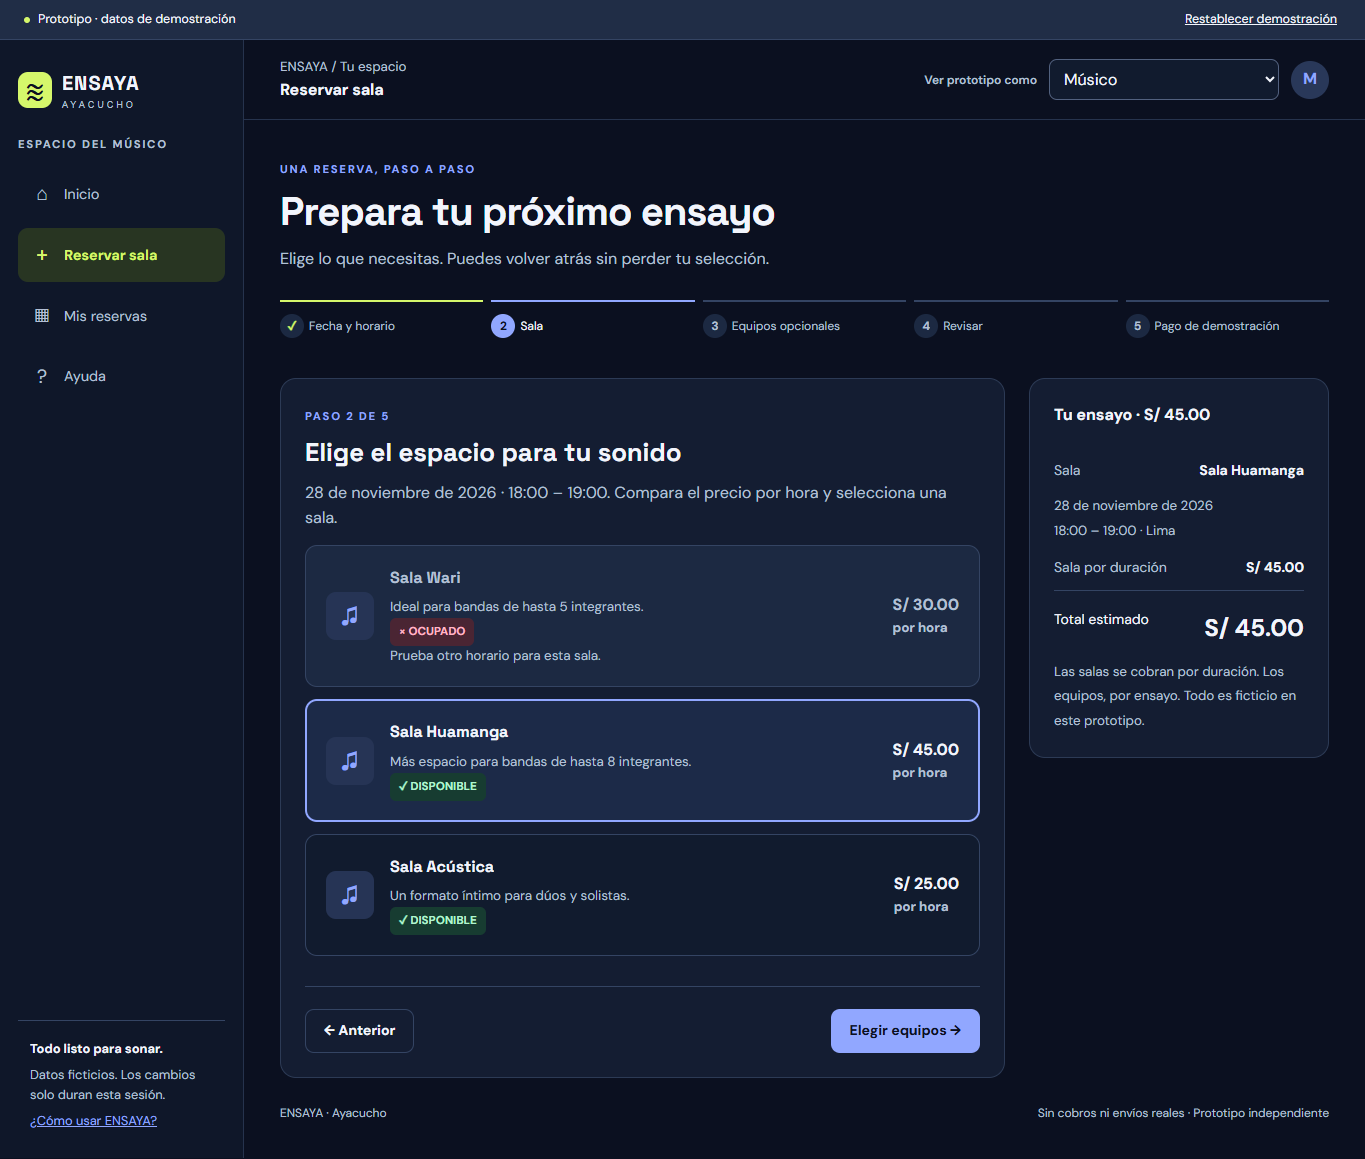 Prototipo · datos de demostración
Restablecer demostración
ENSAYA
AYACUCHO
ESPACIO DEL MÚSICO
Inicio
Reservar sala
Mis reservas
Ayuda
Todo listo para sonar.
Datos ficticios. Los cambios
solo duran esta sesión.
¿Cómo usar ENSAYA?
ENSAYA / Tu espacio
Reservar sala
Ver prototipo como
Músico
M
UNA RESERVA, PASO A PASO
Prepara tu próximo ensayo
Elige lo que necesitas. Puedes volver atrás sin perder tu selección.
✓ Fecha y horario
2 Sala
3 Equipos opcionales
4 Revisar
5 Pago de demostración
PASO 2 DE 5
Elige el espacio para tu sonido
28 de noviembre de 2026 · 18:00 – 19:00. Compara el precio por hora y selecciona una
sala.
Sala Wari
Ideal para bandas de hasta 5 integrantes.
× OCUPADO
Prueba otro horario para esta sala.
S/ 30.00
por hora
Sala Huamanga
Más espacio para bandas de hasta 8 integrantes.
✓ DISPONIBLE
S/ 45.00
por hora
Sala Acústica
Un formato íntimo para dúos y solistas.
✓ DISPONIBLE
S/ 25.00
por hora
← Anterior
Elegir equipos →
Tu ensayo · S/ 45.00
Sala Sala Huamanga
28 de noviembre de 2026
18:00 – 19:00 · Lima
Sala por duración S/ 45.00
Total estimado S/ 45.00
Las salas se cobran por duración. Los
equipos, por ensayo. Todo es ficticio en
este prototipo.
ENSAYA · Ayacucho
Sin cobros ni envíos reales · Prototipo independiente